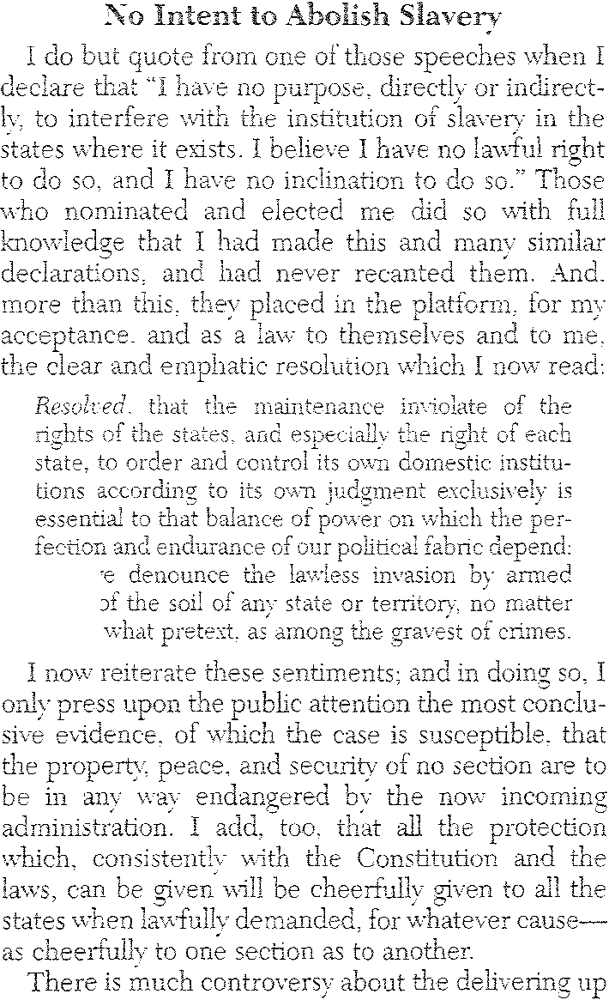 No Intent to Abolish Slavery
I do but quote from one of those speeches when I
declare that “I have no purpose, directly or indirect-
ly, to interfere with the institution of slavery in the
states where it exists. I believe I have no lawful right
to do so, and I have no inclination to do so.” Those
who nominated and elected me did so with full
knowledge that I had made this and many similar
declarations, and had never recanted them. And,
more than this, they placed in the platform, for my
acceptance, and as a law to themselves and to me,
the clear and emphatic resolution which I now read:
Resolved, that the maintenance inviolate of the
rights of the states, and especially the right of each
state, to order and control its own domestic institu-
tions according to its own judgment exclusively is
essential to that balance of power on which the per-
fection and endurance of our political fabric depend:
e denounce the lawless invasion by armed
of the soil of any state or territory, no matter
what pretext, as among the gravest of crimes.
I now reiterate these sentiments; and in doing so, I
only press upon the public attention the most conclu-
sive evidence, of which the case is susceptible, that
the property, peace, and security of no section are to
be in any way endangered by the now incoming
administration. I add, too, that all the protection
which, consistently with the Constitution and the
laws, can be given will be cheerfully given to all the
states when lawfully demanded, for whatever cause—
as cheerfully to one section as to another.
There is much controversy about the delivering up